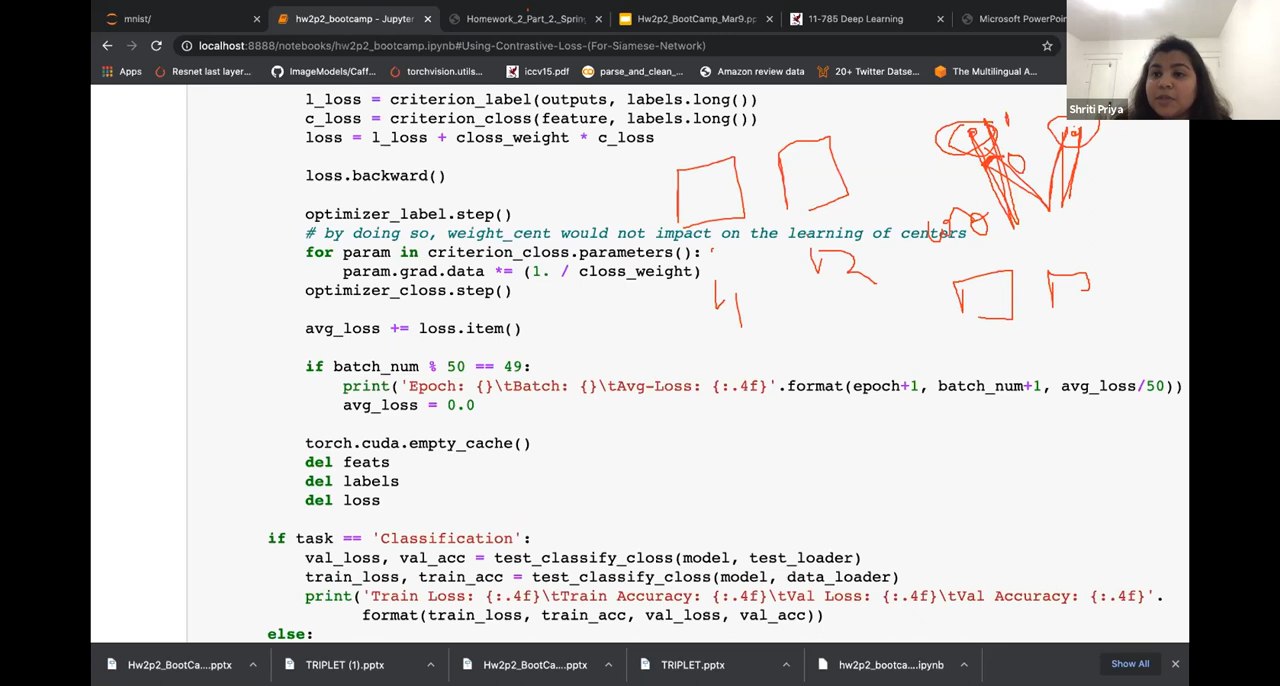 mnist/
hw2p2_bootcamp - Jupyter
Homework_2_Part_2._Sprin
Hw2P2_BootCamp_Mar9.p
11-785 Deep Learning
Microsoft PowerPoin
localhost:8888/notebooks/hw2p2_bootcamp.ipynb#Using-Contrastive-Loss-(For-Siamese-Network)
Apps
Resnet last layer...
ImageModels/Caff...
torchvision.utils...
iccv15.pdf
parse_and_clean_...
Amazon review data
20+ Twitter Datse...
The Multilingual A...
Shriti Priya
l_loss = criterion_label(outputs, labels.long())
c_loss = criterion_closs(feature, labels.long())
loss = l_loss + closs_weight * c_loss
loss.backward()
optimizer_label.step()
# by doing so, weight_cent would not impact on the learning of centers
for param in criterion_closs.parameters():
param.grad.data *= (1. / closs_weight)
optimizer_closs.step()
avg_loss += loss.item()
if batch_num % 50 == 49:
print('Epoch: {}\tBatch: {}\tAvg-Loss: {:.4f}'.format(epoch+1, batch_num+1, avg_loss/50))
avg_loss = 0.0
torch.cuda.empty_cache()
del feats
del labels
del loss
if task == 'Classification':
val_loss, val_acc = test_classify_closs(model, test_loader)
train_loss, train_acc = test_classify_closs(model, data_loader)
print('Train Loss: {:.4f}\tTrain Accuracy: {:.4f}\tVal Loss: {:.4f}\tVal Accuracy: {:.4f}'.
format(train_loss, train_acc, val_loss, val_acc))
else:
Hw2p2_BootCa....pptx
TRIPLET (1).pptx
Hw2p2_BootCa....pptx
TRIPLET.pptx
hw2p2_bootca....ipynb
Show All